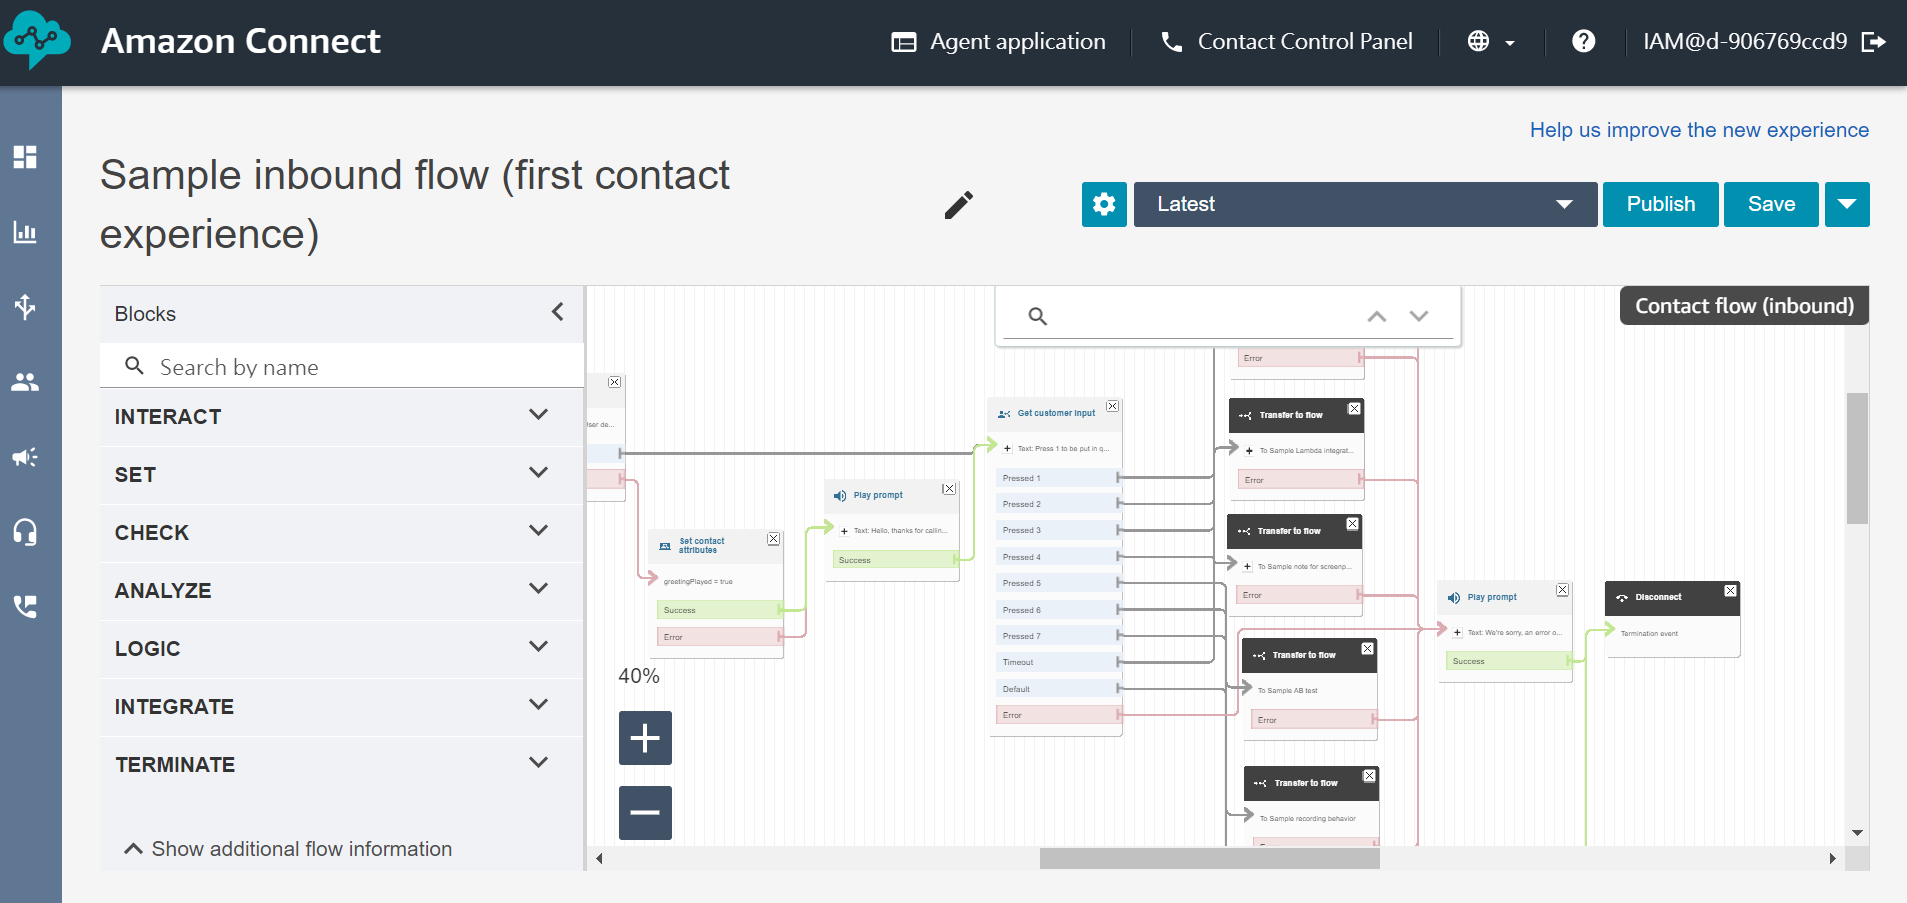 Amazon Connect
Agent application
Contact Control Panel
IAM@d-906769ccd9
Help us improve the new experience
Sample inbound flow (first contact
experience)
Latest
Publish
Save
Blocks
Search by name
INTERACT
SET
CHECK
ANALYZE
LOGIC
INTEGRATE
TERMINATE
Show additional flow information
Contact flow (inbound)
40%
Set contact
attributes
greetingPlayed = true
Success
Error
Play prompt
Text: Hello, thanks for callin...
Success
Get customer input
Text: Press 1 to be put in q...
Pressed 1
Pressed 2
Pressed 3
Pressed 4
Pressed 5
Pressed 6
Pressed 7
Timeout
Default
Error
Error
Transfer to flow
To Sample Lambda integrat...
Error
Transfer to flow
To Sample note for screenp...
Error
Transfer to flow
To Sample AB test
Error
Transfer to flow
To Sample recording behavior
Play prompt
Text: We're sorry, an error o...
Success
Disconnect
Termination event